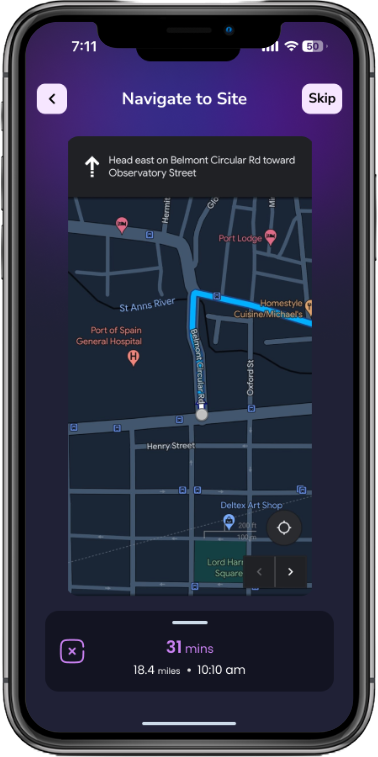 7:11
50
Navigate to Site
Skip
Head east on Belmont Circular Rd toward
Observatory Street
Hermit
Glo
Mi
Port Lodge
St Anns River
Homestyle
Cuisine/Michael's
Port of Spain
General Hospital
H
Belmont Circular Rd
Oxford St
Henry Street
Deltex Art Shop
200 ft
100 m
Lord Harr
Square
31 mins
18.4 miles • 10:10 am